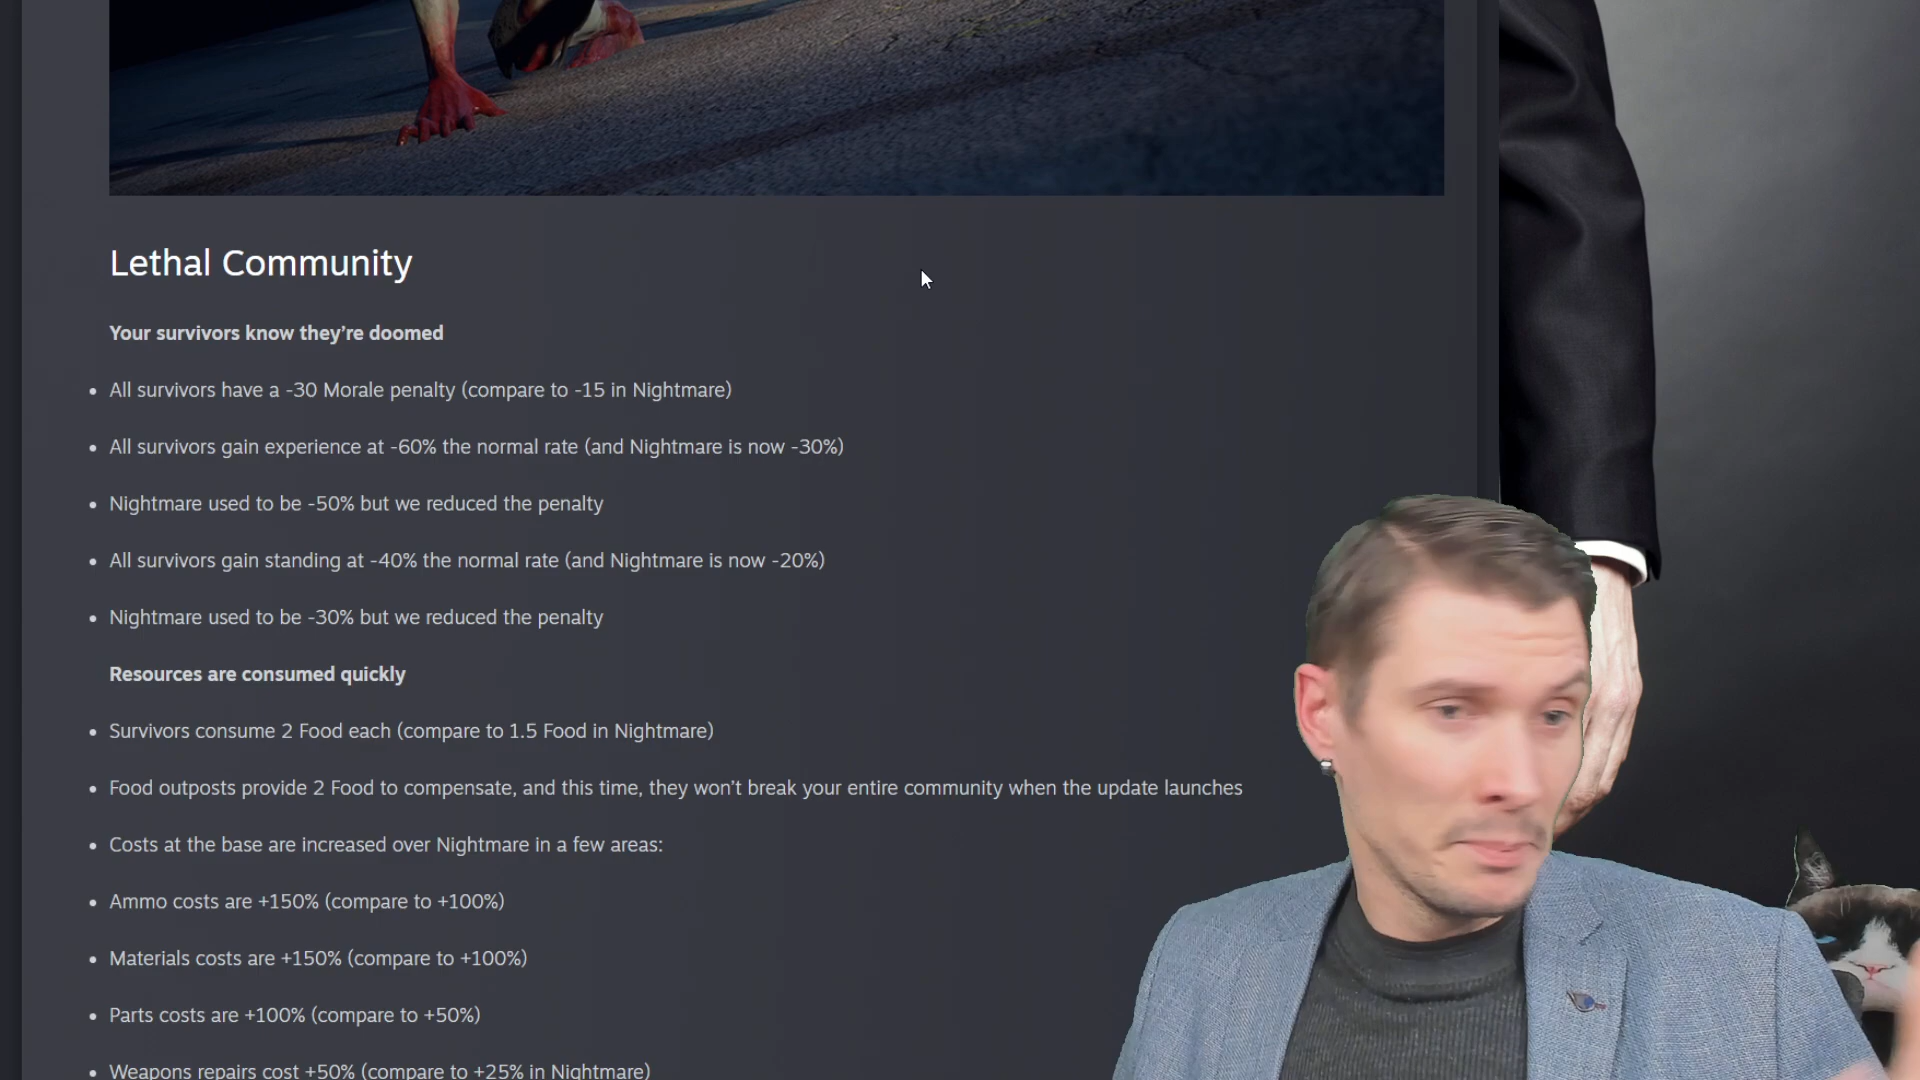 Lethal Community
Your survivors know they’re doomed
• All survivors have a -30 Morale penalty (compare to -15 in Nightmare)
• All survivors gain experience at -60% the normal rate (and Nightmare is now -30%)
• Nightmare used to be -50% but we reduced the penalty
• All survivors gain standing at -40% the normal rate (and Nightmare is now -20%)
• Nightmare used to be -30% but we reduced the penalty
Resources are consumed quickly
• Survivors consume 2 Food each (compare to 1.5 Food in Nightmare)
• Food outposts provide 2 Food to compensate, and this time, they won’t break your entire community when the update launches
• Costs at the base are increased over Nightmare in a few areas:
• Ammo costs are +150% (compare to +100%)
• Materials costs are +150% (compare to +100%)
• Parts costs are +100% (compare to +50%)
• Weapons repairs cost +50% (compare to +25% in Nightmare)